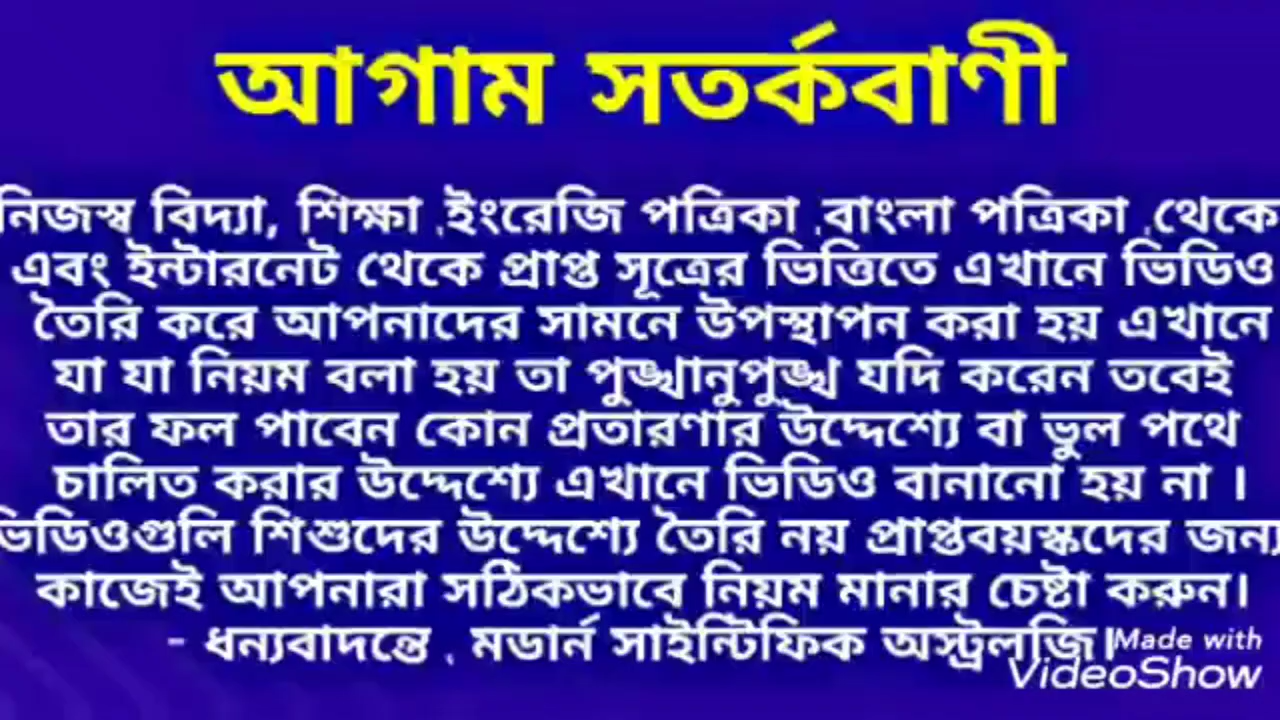 আগাম সতর্কবাণী
নিজস্ব বিদ্যা, শিক্ষা ,ইংরেজি পত্রিকা ,বাংলা পত্রিকা ,থেকে
এবং ইন্টারনেট থেকে প্রাপ্ত সূত্রের ভিত্তিতে এখানে ভিডিও
তৈরি করে আপনাদের সামনে উপস্থাপন করা হয় এখানে
যা যা নিয়ম বলা হয় তা পুঙ্খানুপুঙ্খ যদি করেন তবেই
তার ফল পাবেন কোন প্রতারণার উদ্দেশ্যে বা ভুল পথে
চালিত করার উদ্দেশ্যে এখানে ভিডিও বানানো হয় না ।
ভিডিওগুলি শিশুদের উদ্দেশ্যে তৈরি নয় প্রাপ্তবয়স্কদের জন্য
কাজেই আপনারা সঠিকভাবে নিয়ম মানার চেষ্টা করুন।
- ধন্যবাদন্তে , মডার্ন সাইন্টিফিক অস্ট্রলজি।
Made with
VideoShow